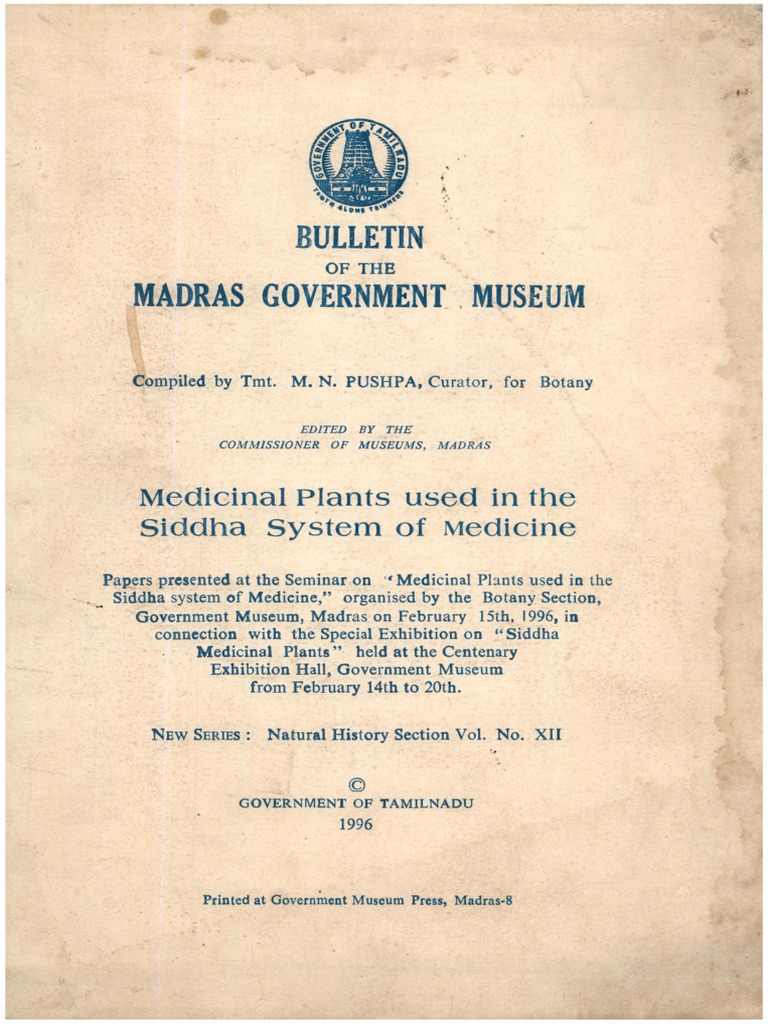 GOVERNMENT OF TAMILNADU
TRUTH ALONE TRIUMPHS
BULLETIN
OF THE
MADRAS GOVERNMENT MUSEUM
Compiled by Tmt. M. N. PUSHPA, Curator, for Botany
EDITED BY THE
COMMISSIONER OF MUSEUMS, MADRAS
Medicinal Plants used in the
Siddha System of Medicine
Papers presented at the Seminar on "Medicinal Plants used in the
Siddha system of Medicine," organised by the Botany Section,
Government Museum, Madras on February 15th, 1996, in
connection with the Special Exhibition on "Siddha
Medicinal Plants" held at the Centenary
Exhibition Hall, Government Museum
from February 14th to 20th.
NEW SERIES : Natural History Section Vol. No. XII
©
GOVERNMENT OF TAMILNADU
1996
Printed at Government Museum Press, Madras-8